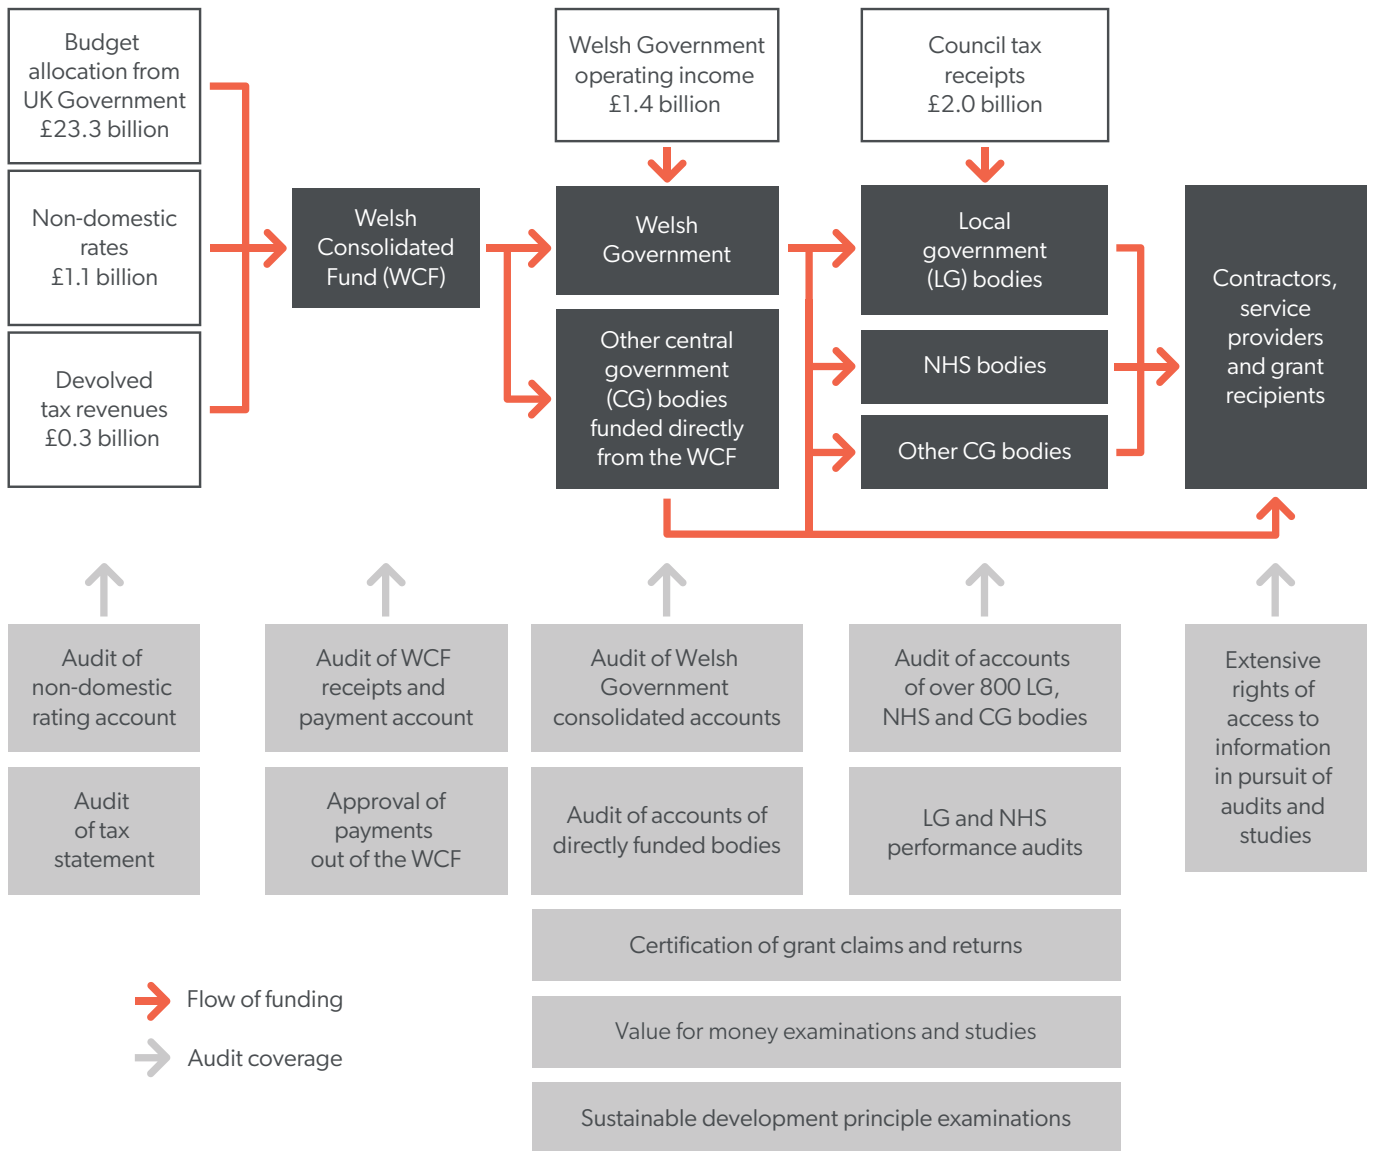 Budget
allocation from
UK Government
£23.3 billion
Non-domestic
rates
£1.1 billion
Devolved
tax revenues
£0.3 billion
Welsh
Consolidated
Fund (WCF)
Welsh Government
operating income
£1.4 billion
Welsh
Government
Other central
government
(CG) bodies
funded directly
from the WCF
Council tax
receipts
£2.0 billion
Local
government
(LG) bodies
NHS bodies
Other CG bodies
Contractors,
service
providers
and grant
recipients
Audit of
non-domestic
rating account
Audit
of tax
statement
Audit of WCF
receipts and
payment account
Approval of
payments
out of the WCF
Audit of Welsh
Government
consolidated accounts
Audit of accounts of
directly funded bodies
Audit of accounts
of over 800 LG,
NHS and CG bodies
LG and NHS
performance audits
Extensive
rights of
access to
information
in pursuit of
audits and
studies
Certification of grant claims and returns
Value for money examinations and studies
Sustainable development principle examinations
Flow of funding
Audit coverage